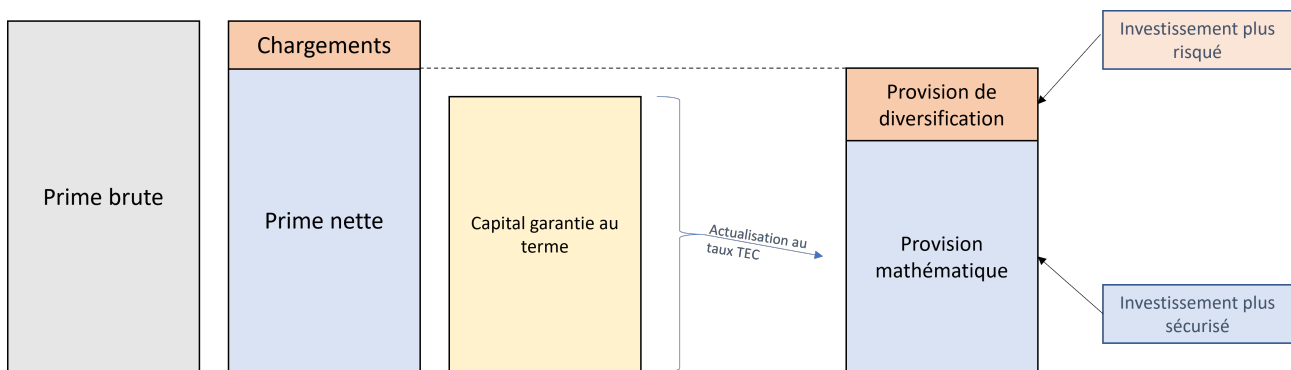 Prime brute
Chargements
Prime nette
Capital garantie au
terme
Actualisation au
taux TEC
Provision de
diversification
Provision
mathématique
Investissement plus
risqué
Investissement plus
sécurisé